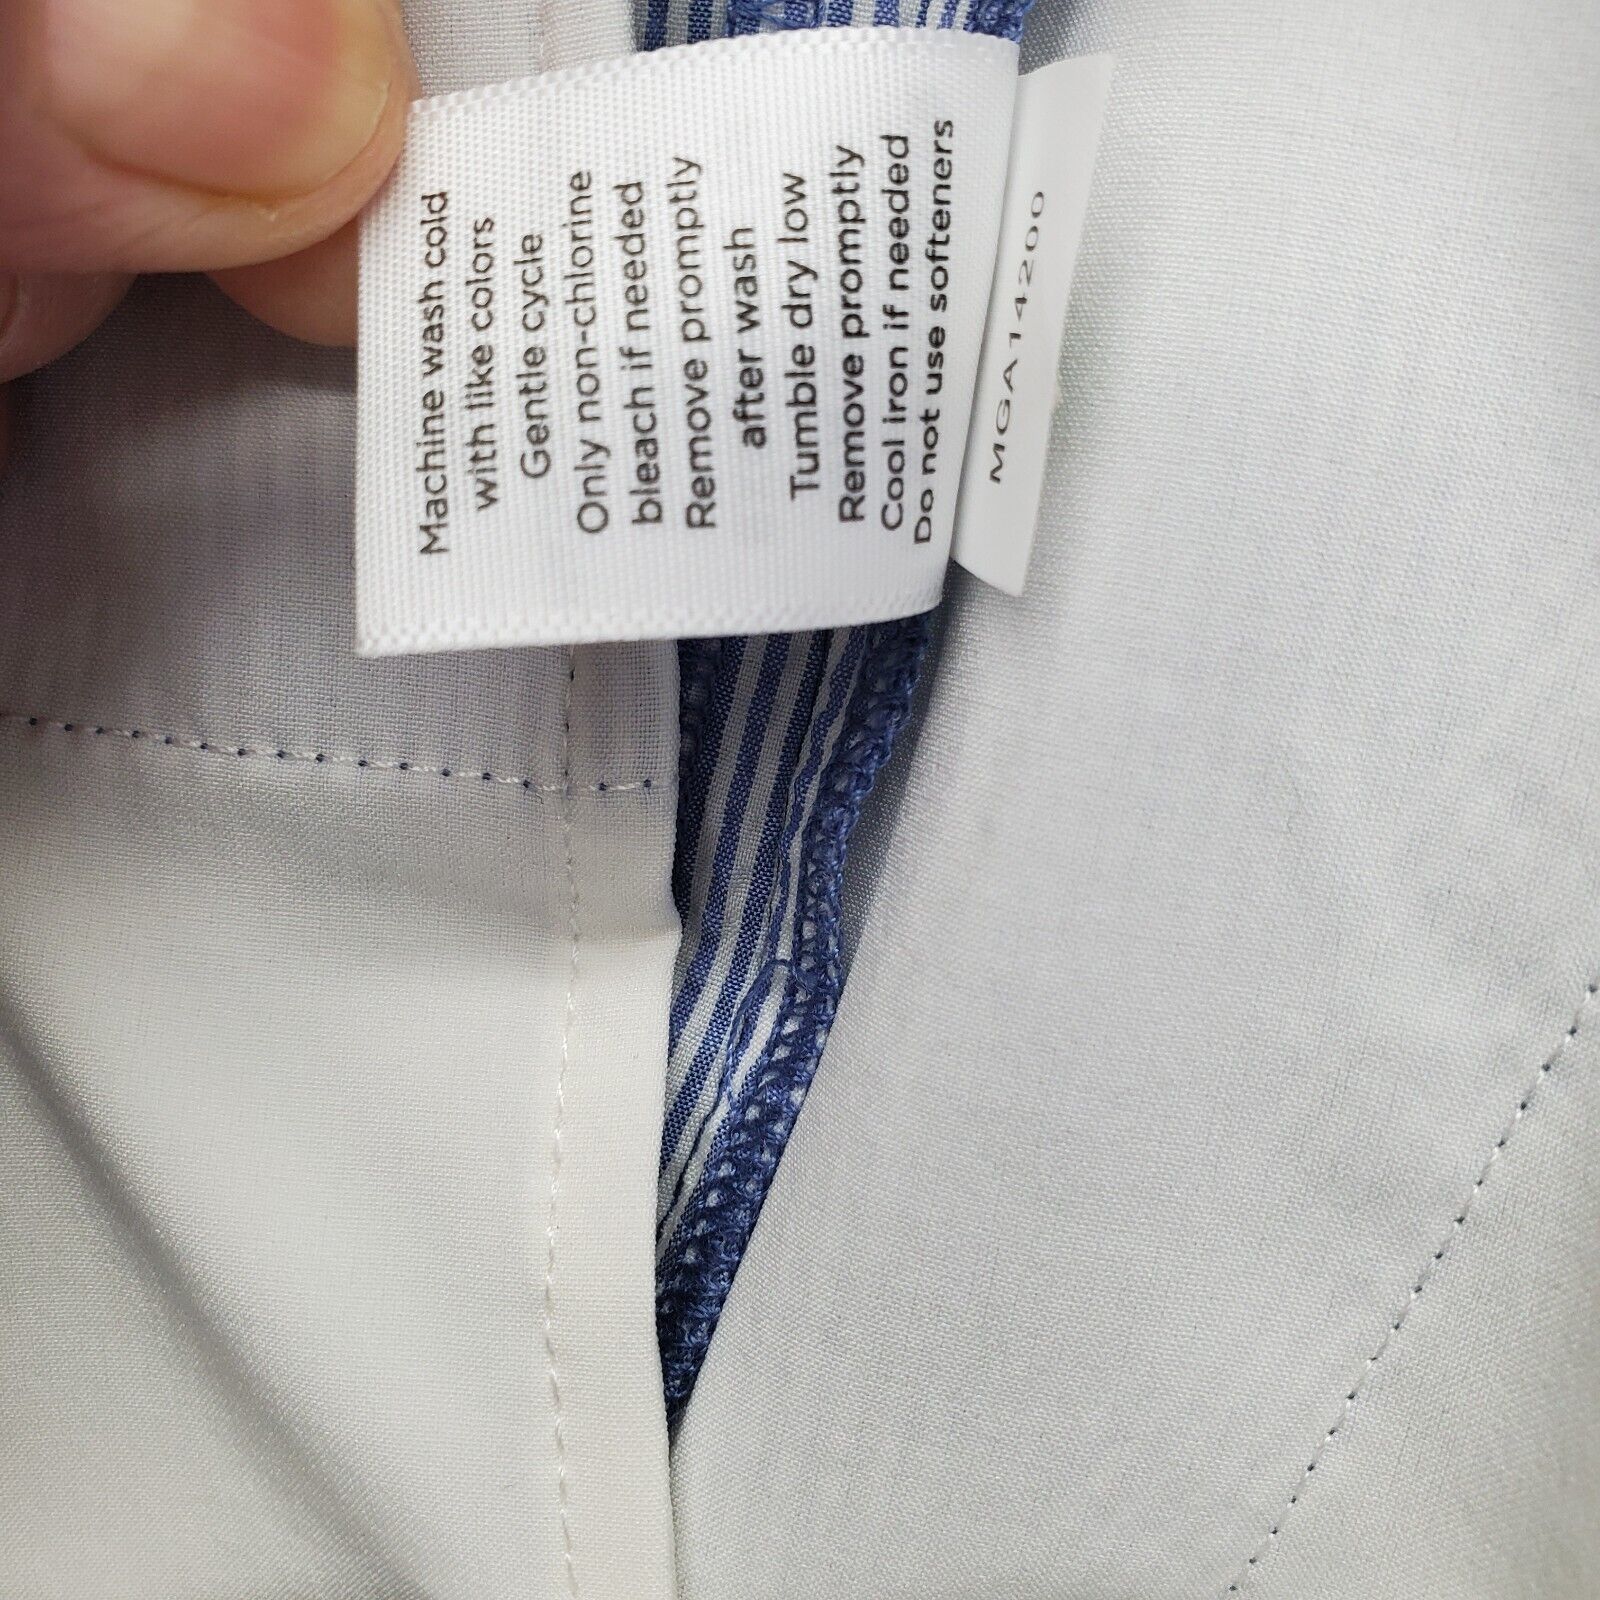 Machine wash cold
with like colors
Gentle cycle
Only non-chlorine
bleach if needed
Remove promptly
after wash
Tumble dry low
Remove promptly
Cool iron if needed
Do not use softeners
MGA14200